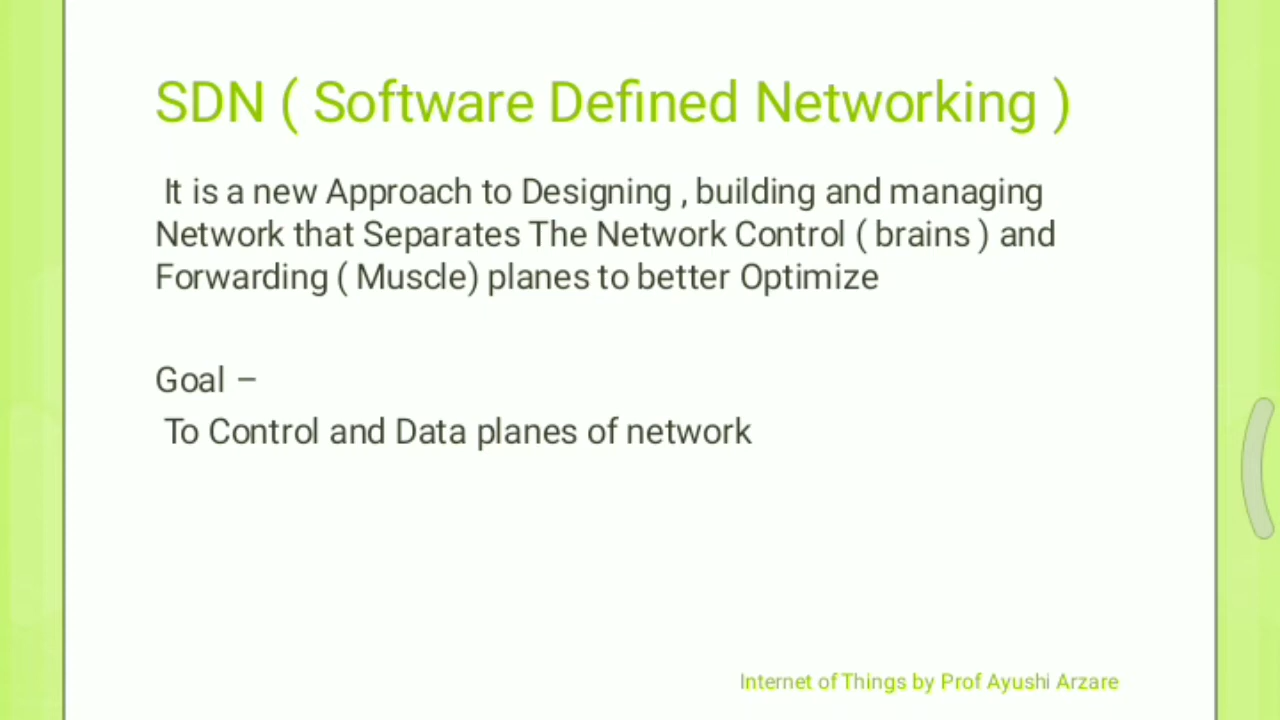 SDN ( Software Defined Networking )
It is a new Approach to Designing , building and managing
Network that Separates The Network Control ( brains ) and
Forwarding ( Muscle) planes to better Optimize
Goal –
To Control and Data planes of network
Internet of Things by Prof Ayushi Arzare